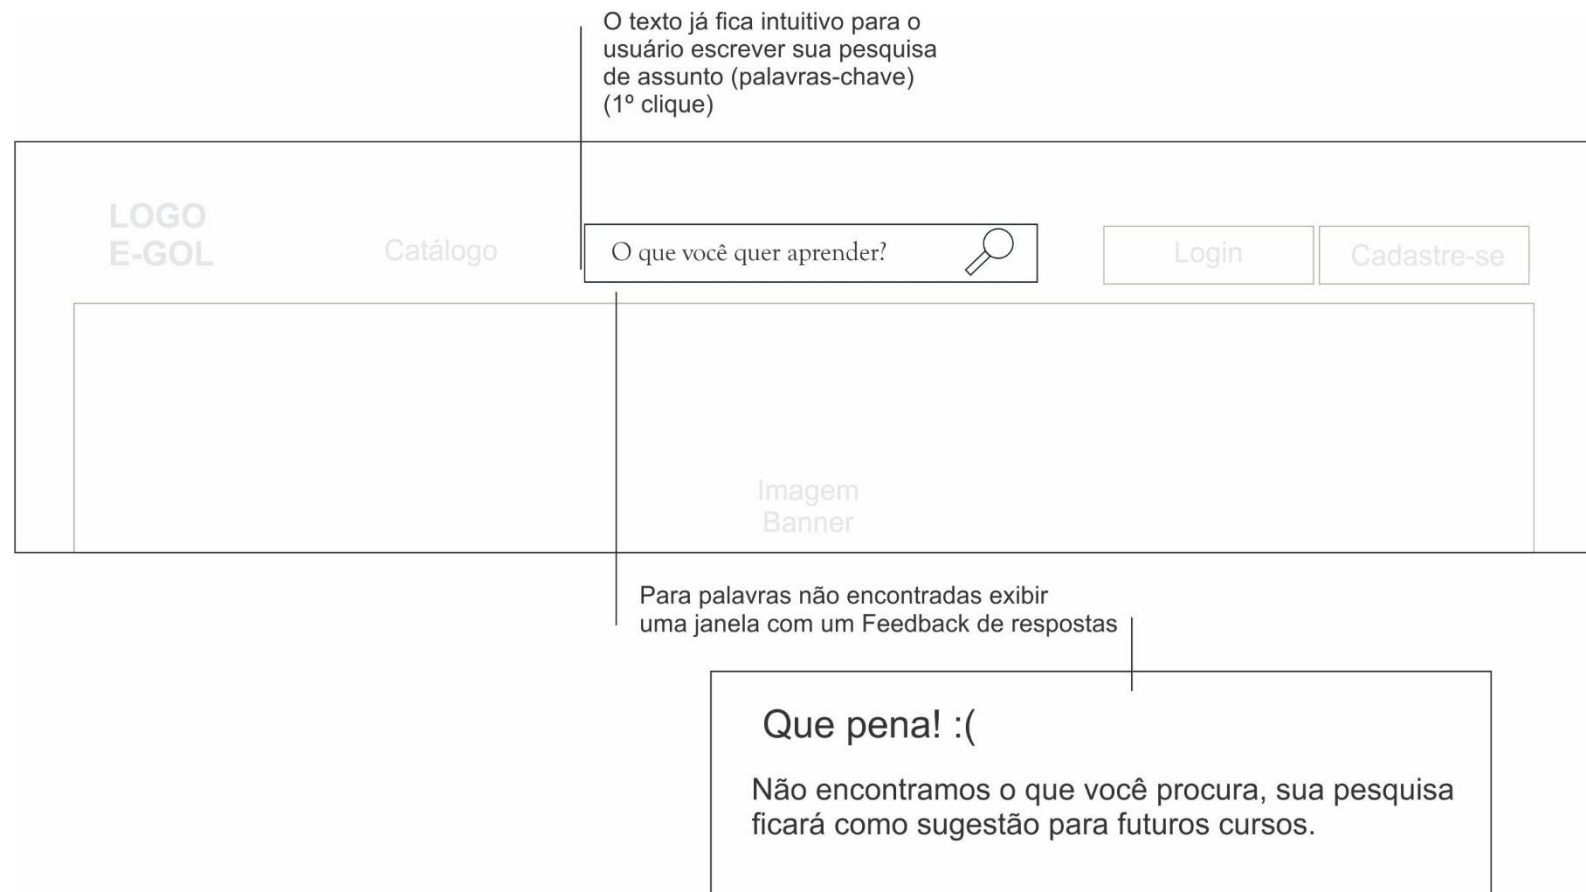 O texto já fica intuitivo para o
usuário escrever sua pesquisa
de assunto (palavras-chave)
(1º clique)
LOGO
E-GOL
Catálogo
O que você quer aprender?
Login
Cadastre-se
Imagem
Banner
Para palavras não encontradas exibir
uma janela com um Feedback de respostas
Que pena! :(
Não encontramos o que você procura, sua pesquisa
ficará como sugestão para futuros cursos.